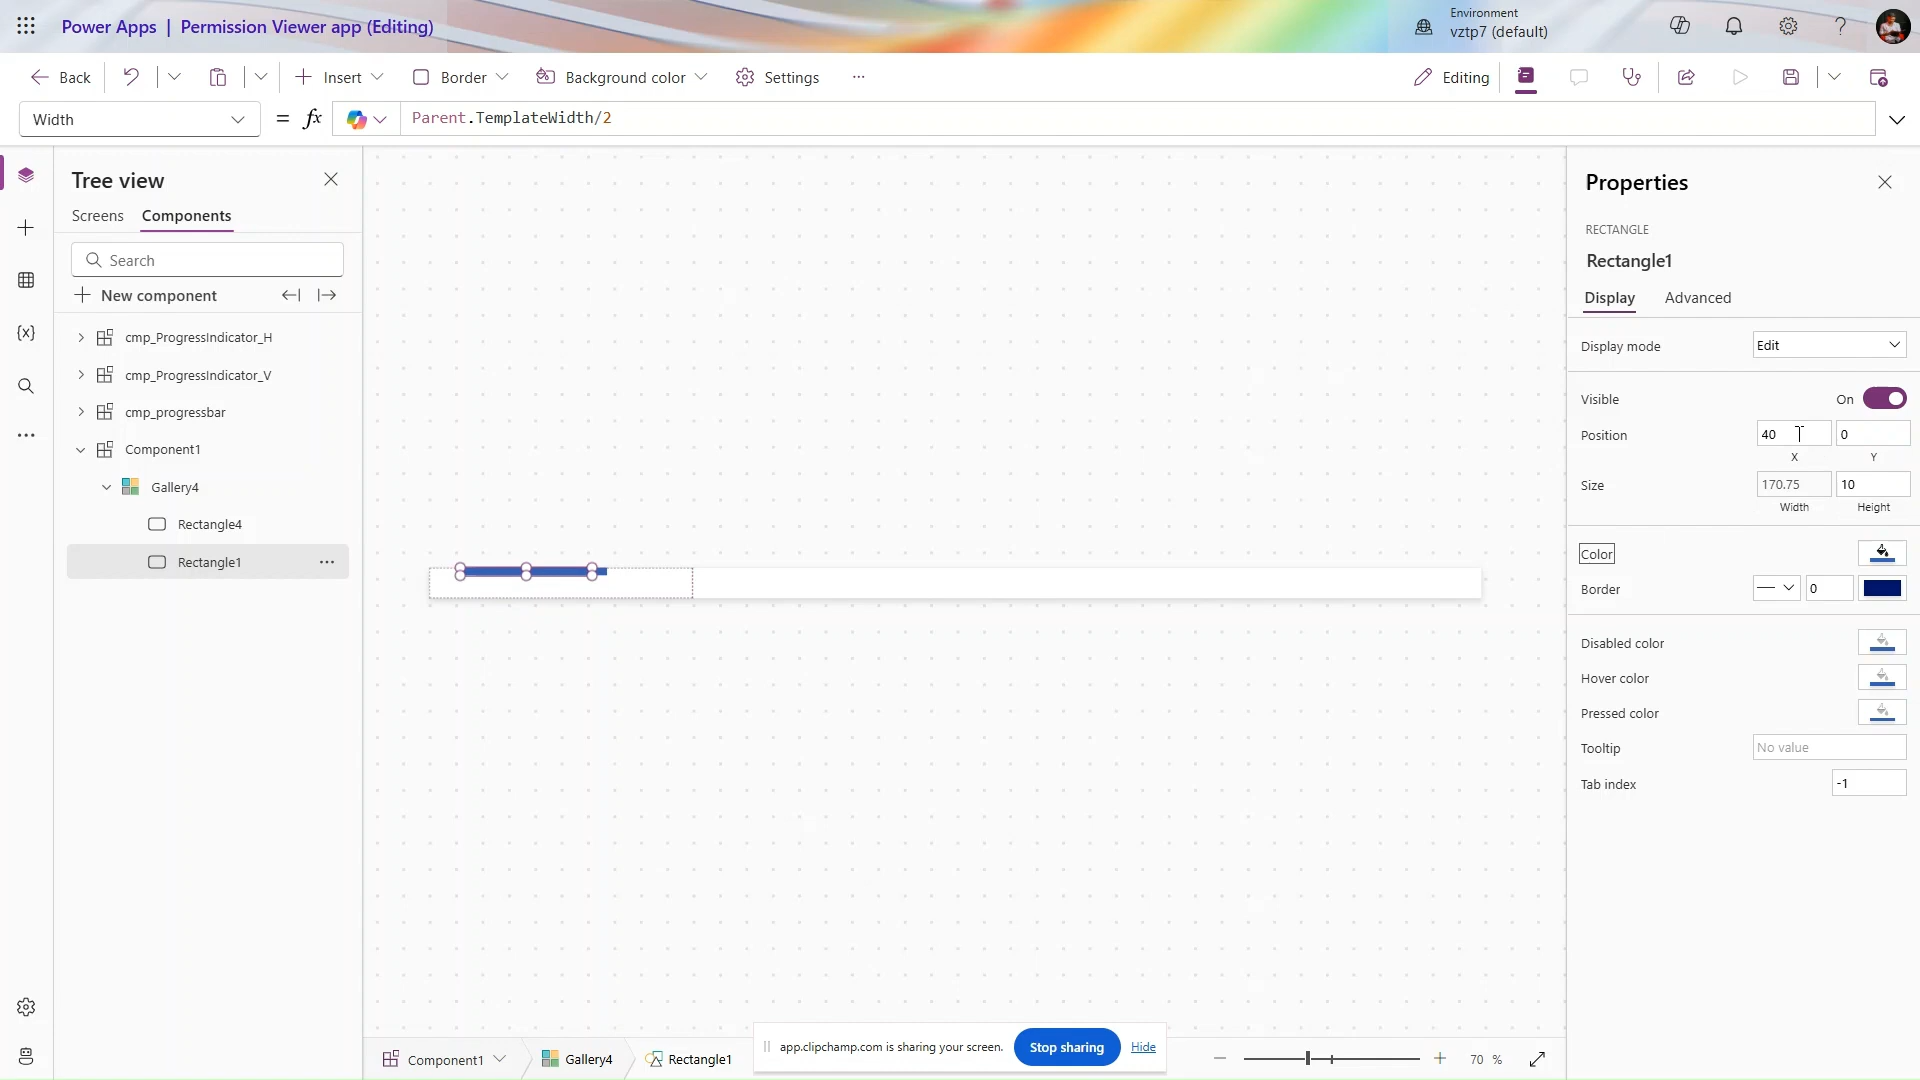 Power Apps | Permission Viewer app (Editing)
Environment
vztp7 (default)
Back
Insert
Border
Background color
Settings
Editing
Width
= fx
Parent.TemplateWidth/2
Tree view
Screens
Components
Search
New component
cmp_ProgressIndicator_H
cmp_ProgressIndicator_V
cmp_progressbar
Component1
Gallery4
Rectangle4
Rectangle1
Properties
RECTANGLE
Rectangle1
Display
Advanced
Display mode
Edit
Visible
On
Position
40
0
X
Y
Size
170.75
10
Width
Height
Color
Border
0
Disabled color
Hover color
Pressed color
Tooltip
No value
Tab index
-1
Component1
Gallery4
Rectangle1
app.clipchamp.com is sharing your screen.
Stop sharing
Hide
70 %